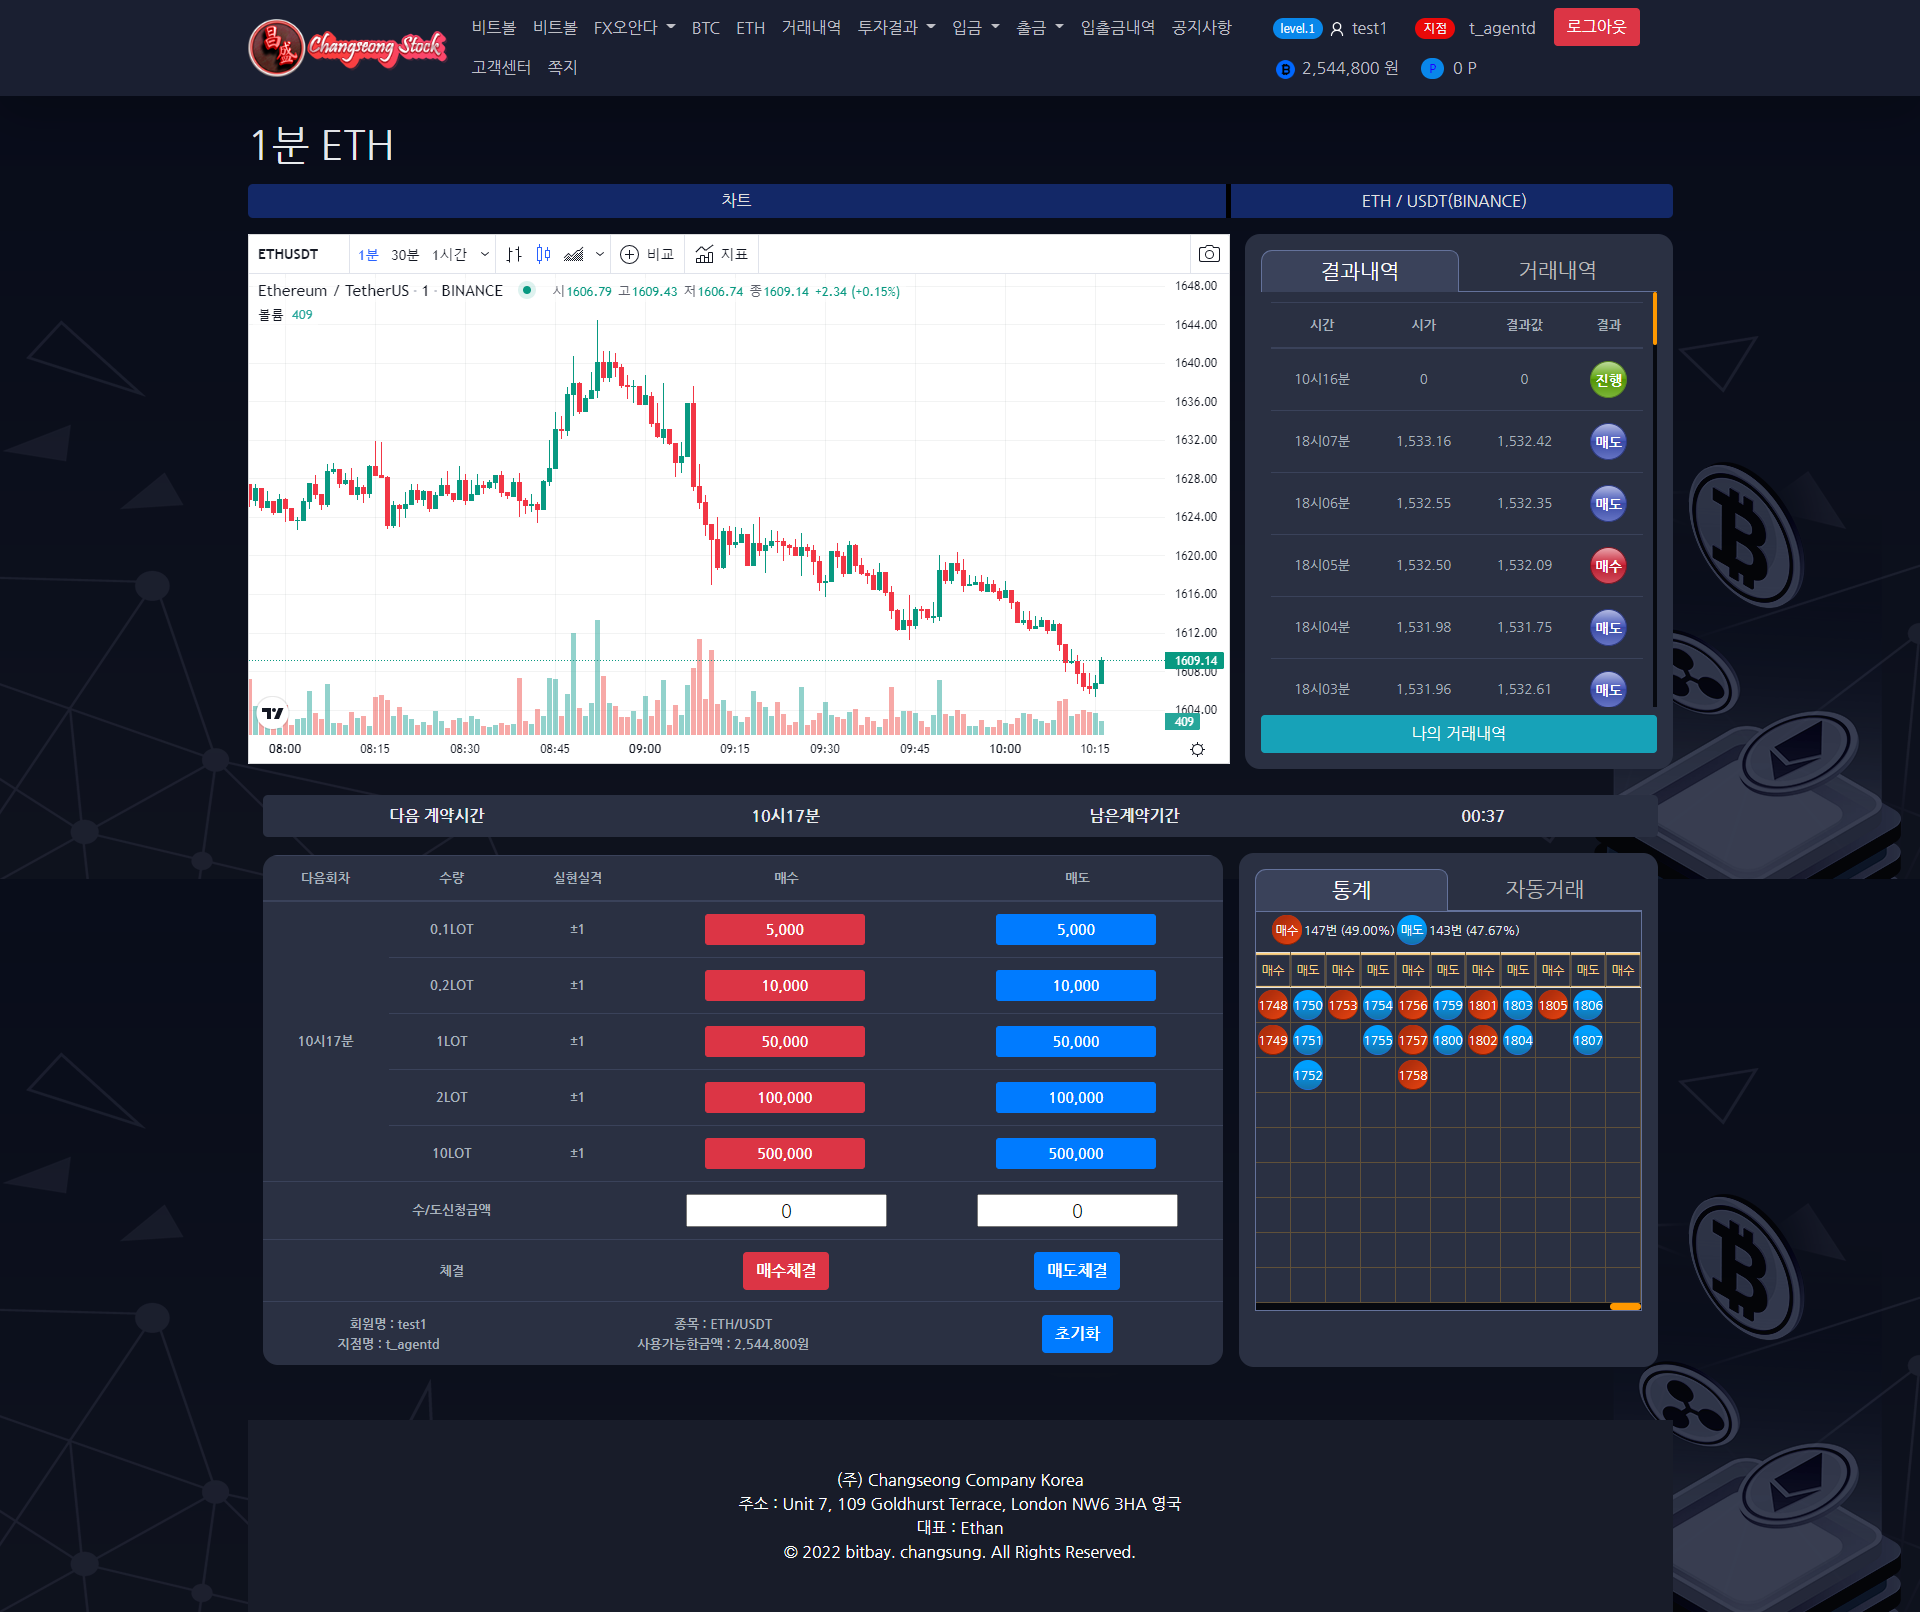 昌盛 Changseong Stock
비트볼 비트볼 FX오안다 BTC ETH 거래내역 투자결과 입금 출금 입출금내역 공지사항
고객센터 쪽지
level.1 test1 지점 t_agentd 로그아웃
2,544,800 원 P 0 P
1분 ETH
차트
ETH / USDT(BINANCE)
ETHUSDT 1분 30분 1시간 비교 지표
Ethereum / TetherUS · 1 · BINANCE 시1606.79 고1609.43 저1606.74 종1609.14 +2.34 (+0.15%)
볼륨 409
1648.00
1644.00
1640.00
1636.00
1632.00
1628.00
1624.00
1620.00
1616.00
1612.00
1609.14
1608.00
1604.00
409
08:00 08:15 08:30 08:45 09:00 09:15 09:30 09:45 10:00 10:15
결과내역 거래내역
시간 시가 결과값 결과
10시16분 0 0 진행
18시07분 1,533.16 1,532.42 매도
18시06분 1,532.55 1,532.35 매도
18시05분 1,532.50 1,532.09 매수
18시04분 1,531.98 1,531.75 매도
18시03분 1,531.96 1,532.61 매도
나의 거래내역
다음 계약시간 10시17분 남은계약기간 00:37
다음회차 수량 실현실격 매수 매도
0.1LOT ±1 5,000 5,000
0.2LOT ±1 10,000 10,000
10시17분 1LOT ±1 50,000 50,000
2LOT ±1 100,000 100,000
10LOT ±1 500,000 500,000
수/도신청금액 0 0
체결 매수체결 매도체결
회원명 : test1 종목 : ETH/USDT 초기화
지점명 : t_agentd 사용가능한금액 : 2,544,800원
통계 자동거래
매수 147번 (49.00%) 매도 143번 (47.67%)
매수 매도 매수 매도 매수 매도 매수 매도 매수 매도 매수
1748 1750 1753 1754 1756 1759 1801 1803 1805 1806
1749 1751 1755 1757 1800 1802 1804 1807
1752 1758
(주) Changseong Company Korea
주소 : Unit 7, 109 Goldhurst Terrace, London NW6 3HA 영국
대표 : Ethan
© 2022 bitbay. changsung. All Rights Reserved.